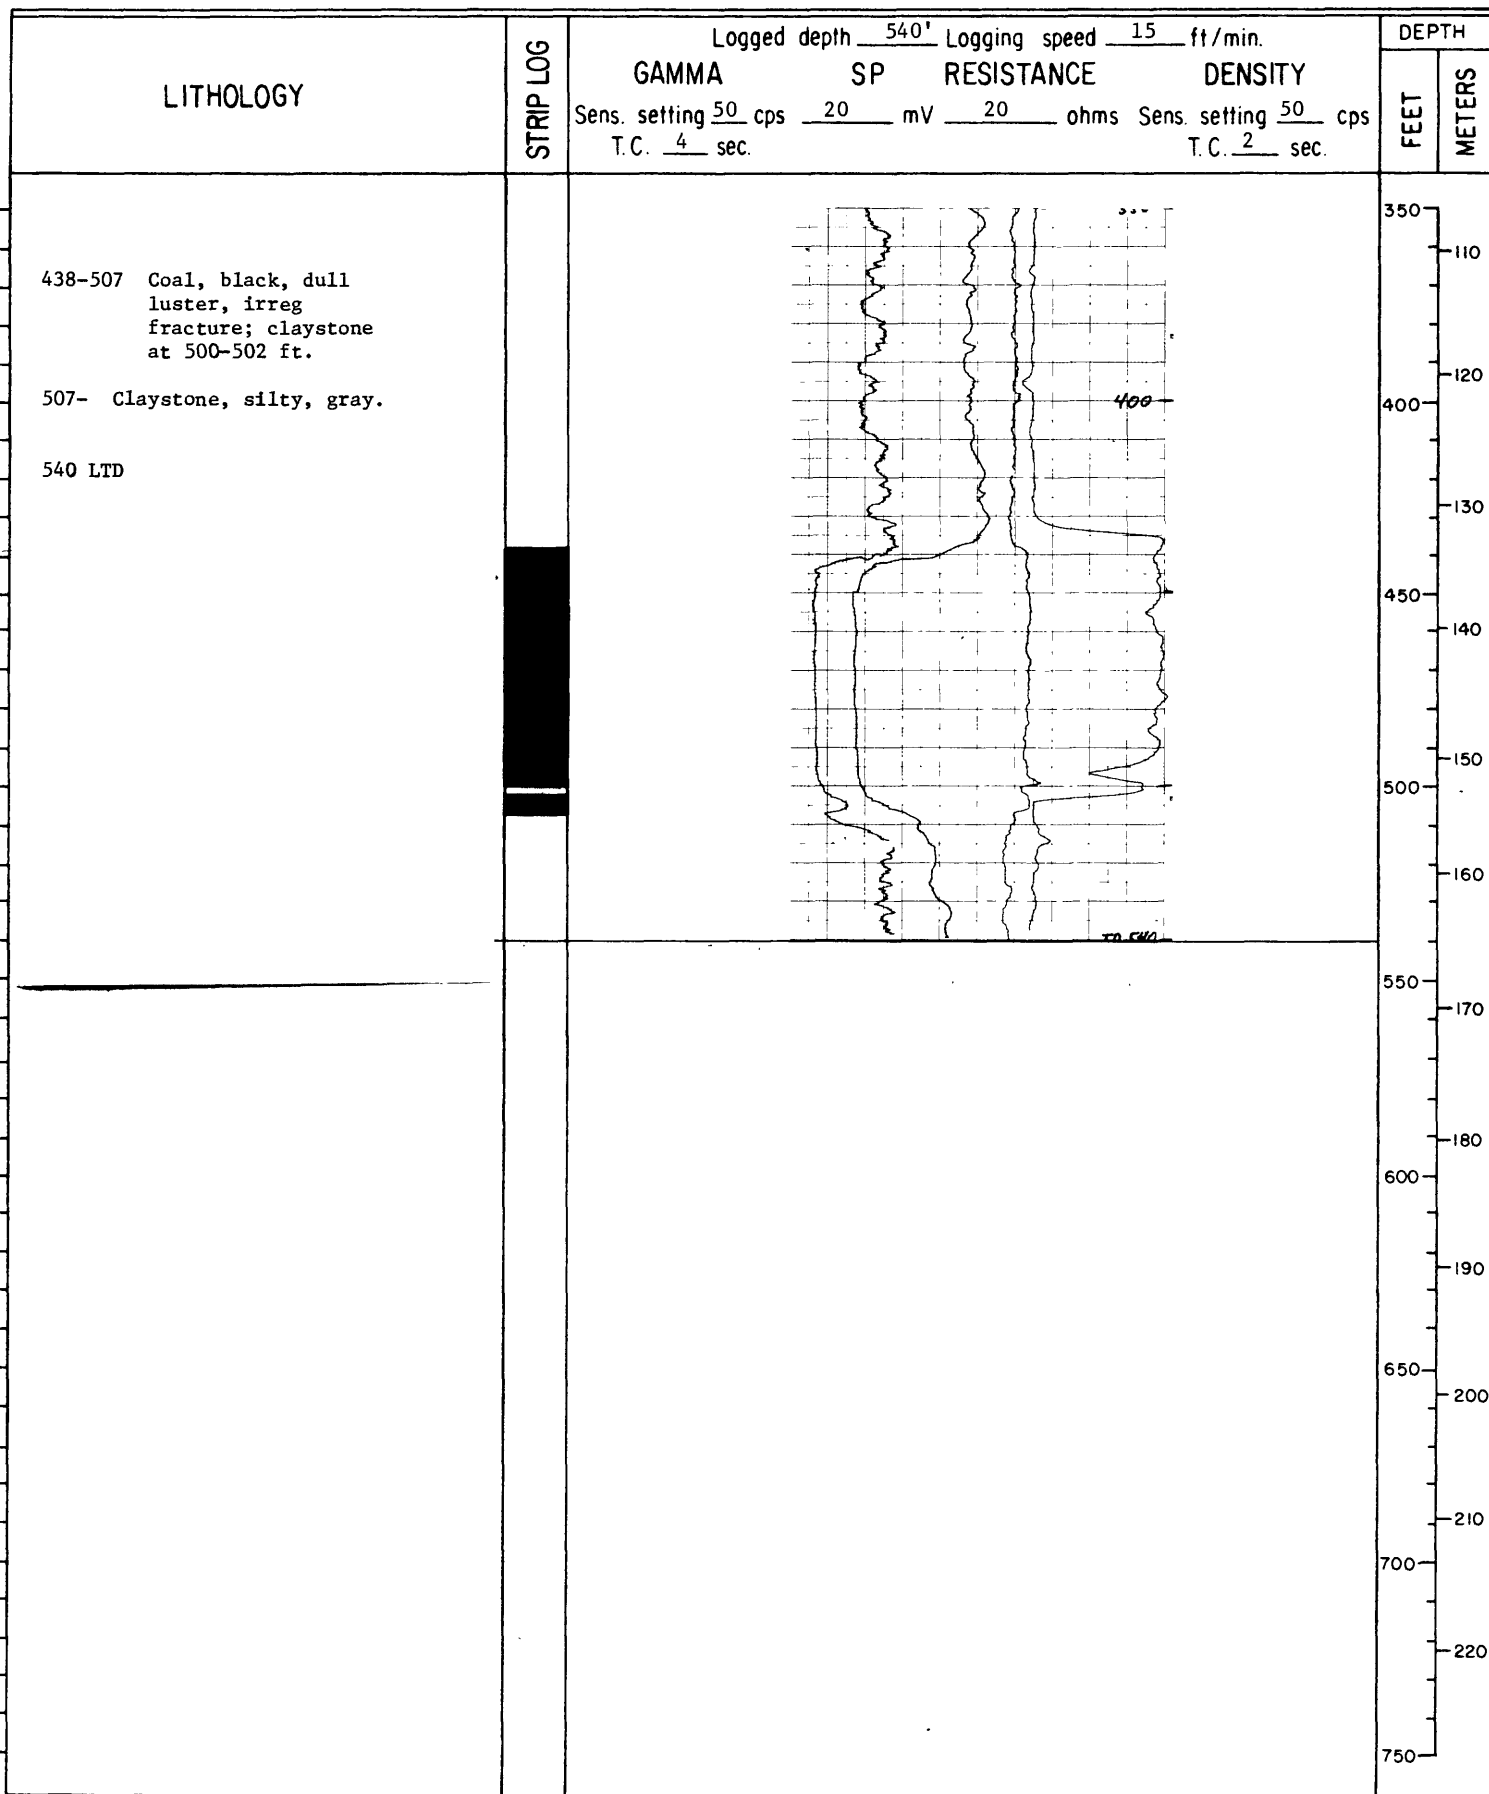 Logged depth 540' Logging speed 15 ft/min.
DEPTH
LITHOLOGY
STRIP LOG
GAMMA SP RESISTANCE DENSITY
Sens. setting 50 cps 20 mV 20 ohms Sens. setting 50 cps
T.C. 4 sec. T.C. 2 sec.
FEET
METERS
350
110
438-507 Coal, black, dull
luster, irreg
fracture; claystone
at 500-502 ft.
120
507- Claystone, silty, gray.
400
400
540 LTD
130
450
140
150
500
160
TD 540
550
170
180
600
190
650
200
210
700
220
750